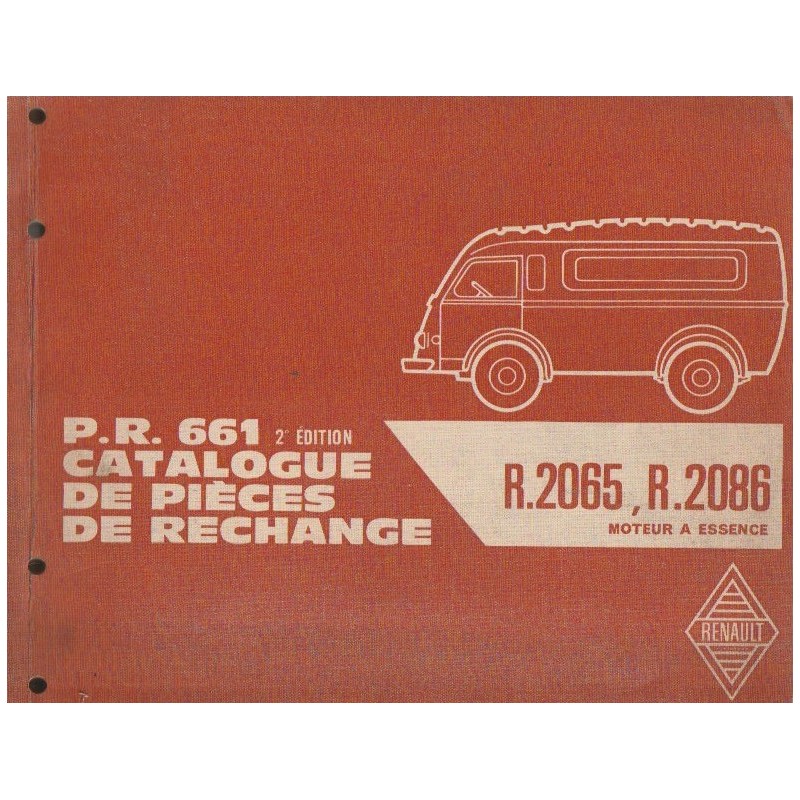 P.R. 661 2e ÉDITION
CATALOGUE
DE PIÈCES
DE RECHANGE
R.2065, R.2086
MOTEUR A ESSENCE
RENAULT